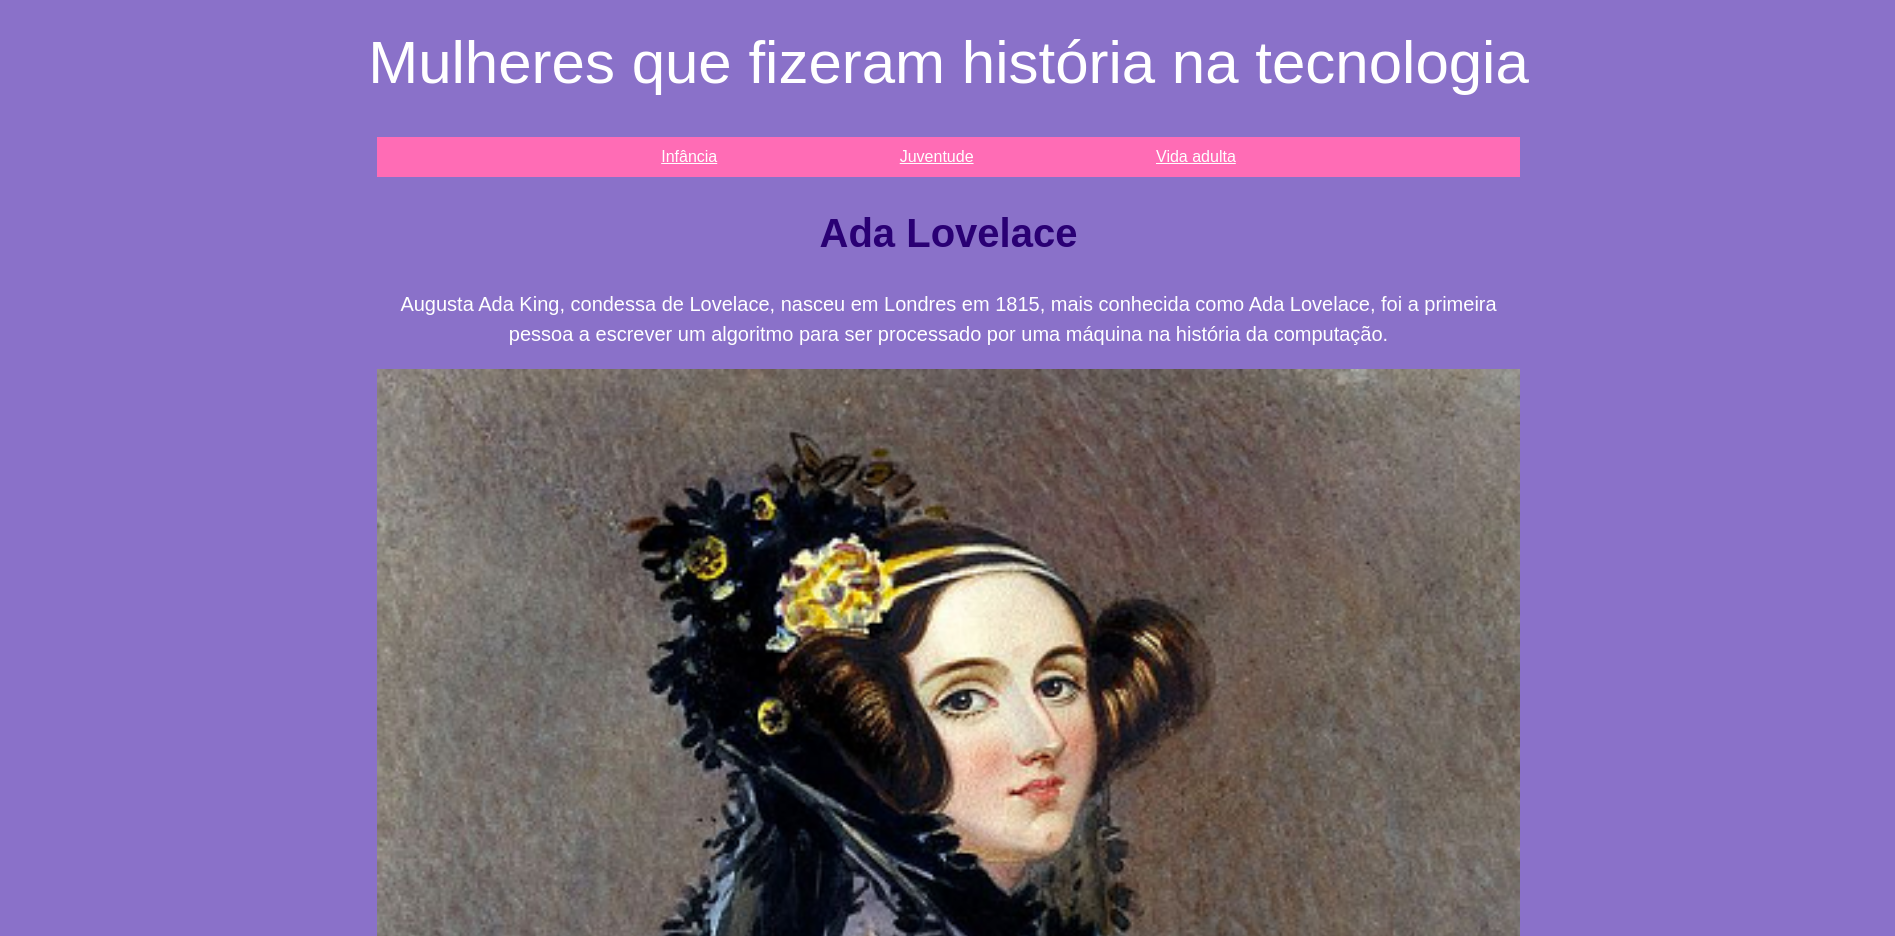 Mulheres que fizeram história na tecnologia
Infância
Juventude
Vida adulta
Ada Lovelace
Augusta Ada King, condessa de Lovelace, nasceu em Londres em 1815, mais conhecida como Ada Lovelace, foi a primeira
pessoa a escrever um algoritmo para ser processado por uma máquina na história da computação.